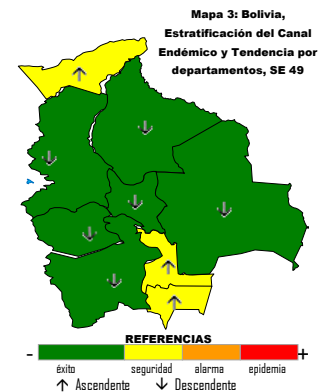 Mapa 3: Bolivia,
Estratificación del Canal
Endémico y Tendencia por
departamentos, SE 49
REFERENCIAS
- +
éxito seguridad alarma epidemia
↑ Ascendente ↓ Descendente